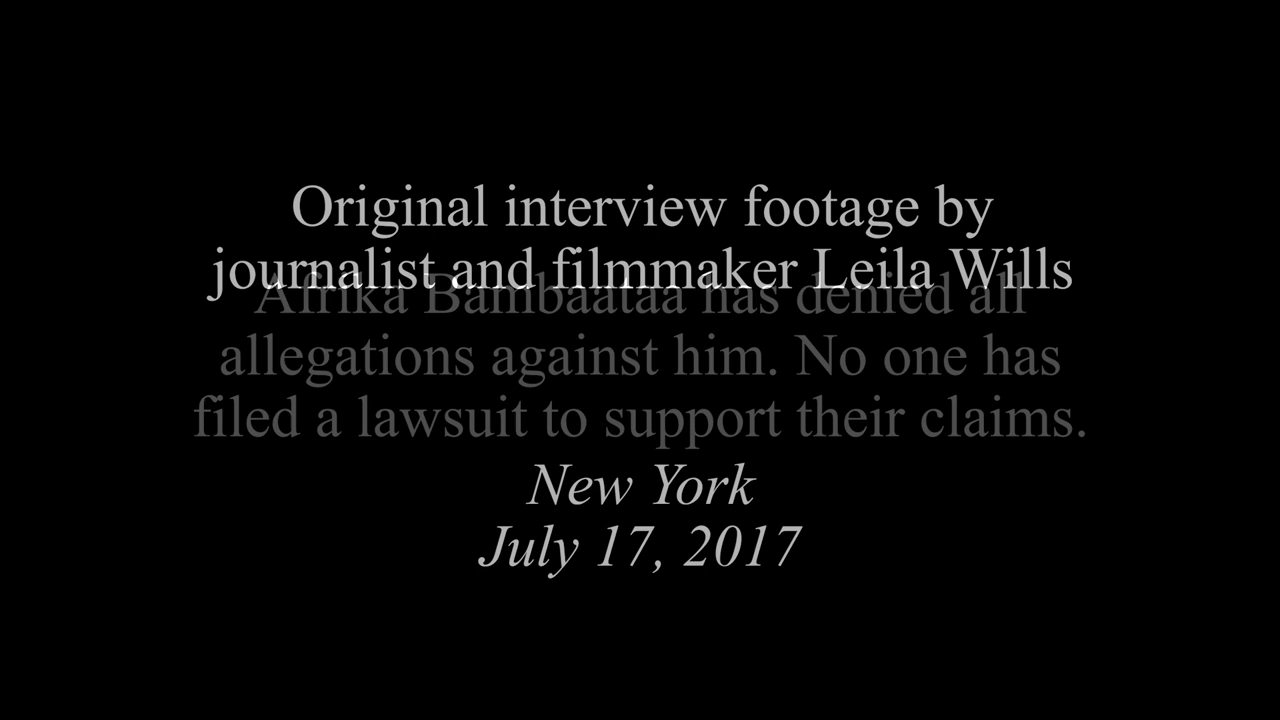 Original interview footage by
journalist and filmmaker Leila Wills
Afrika Bambaataa has denied all
allegations against him. No one has
filed a lawsuit to support their claims.
New York
July 17, 2017